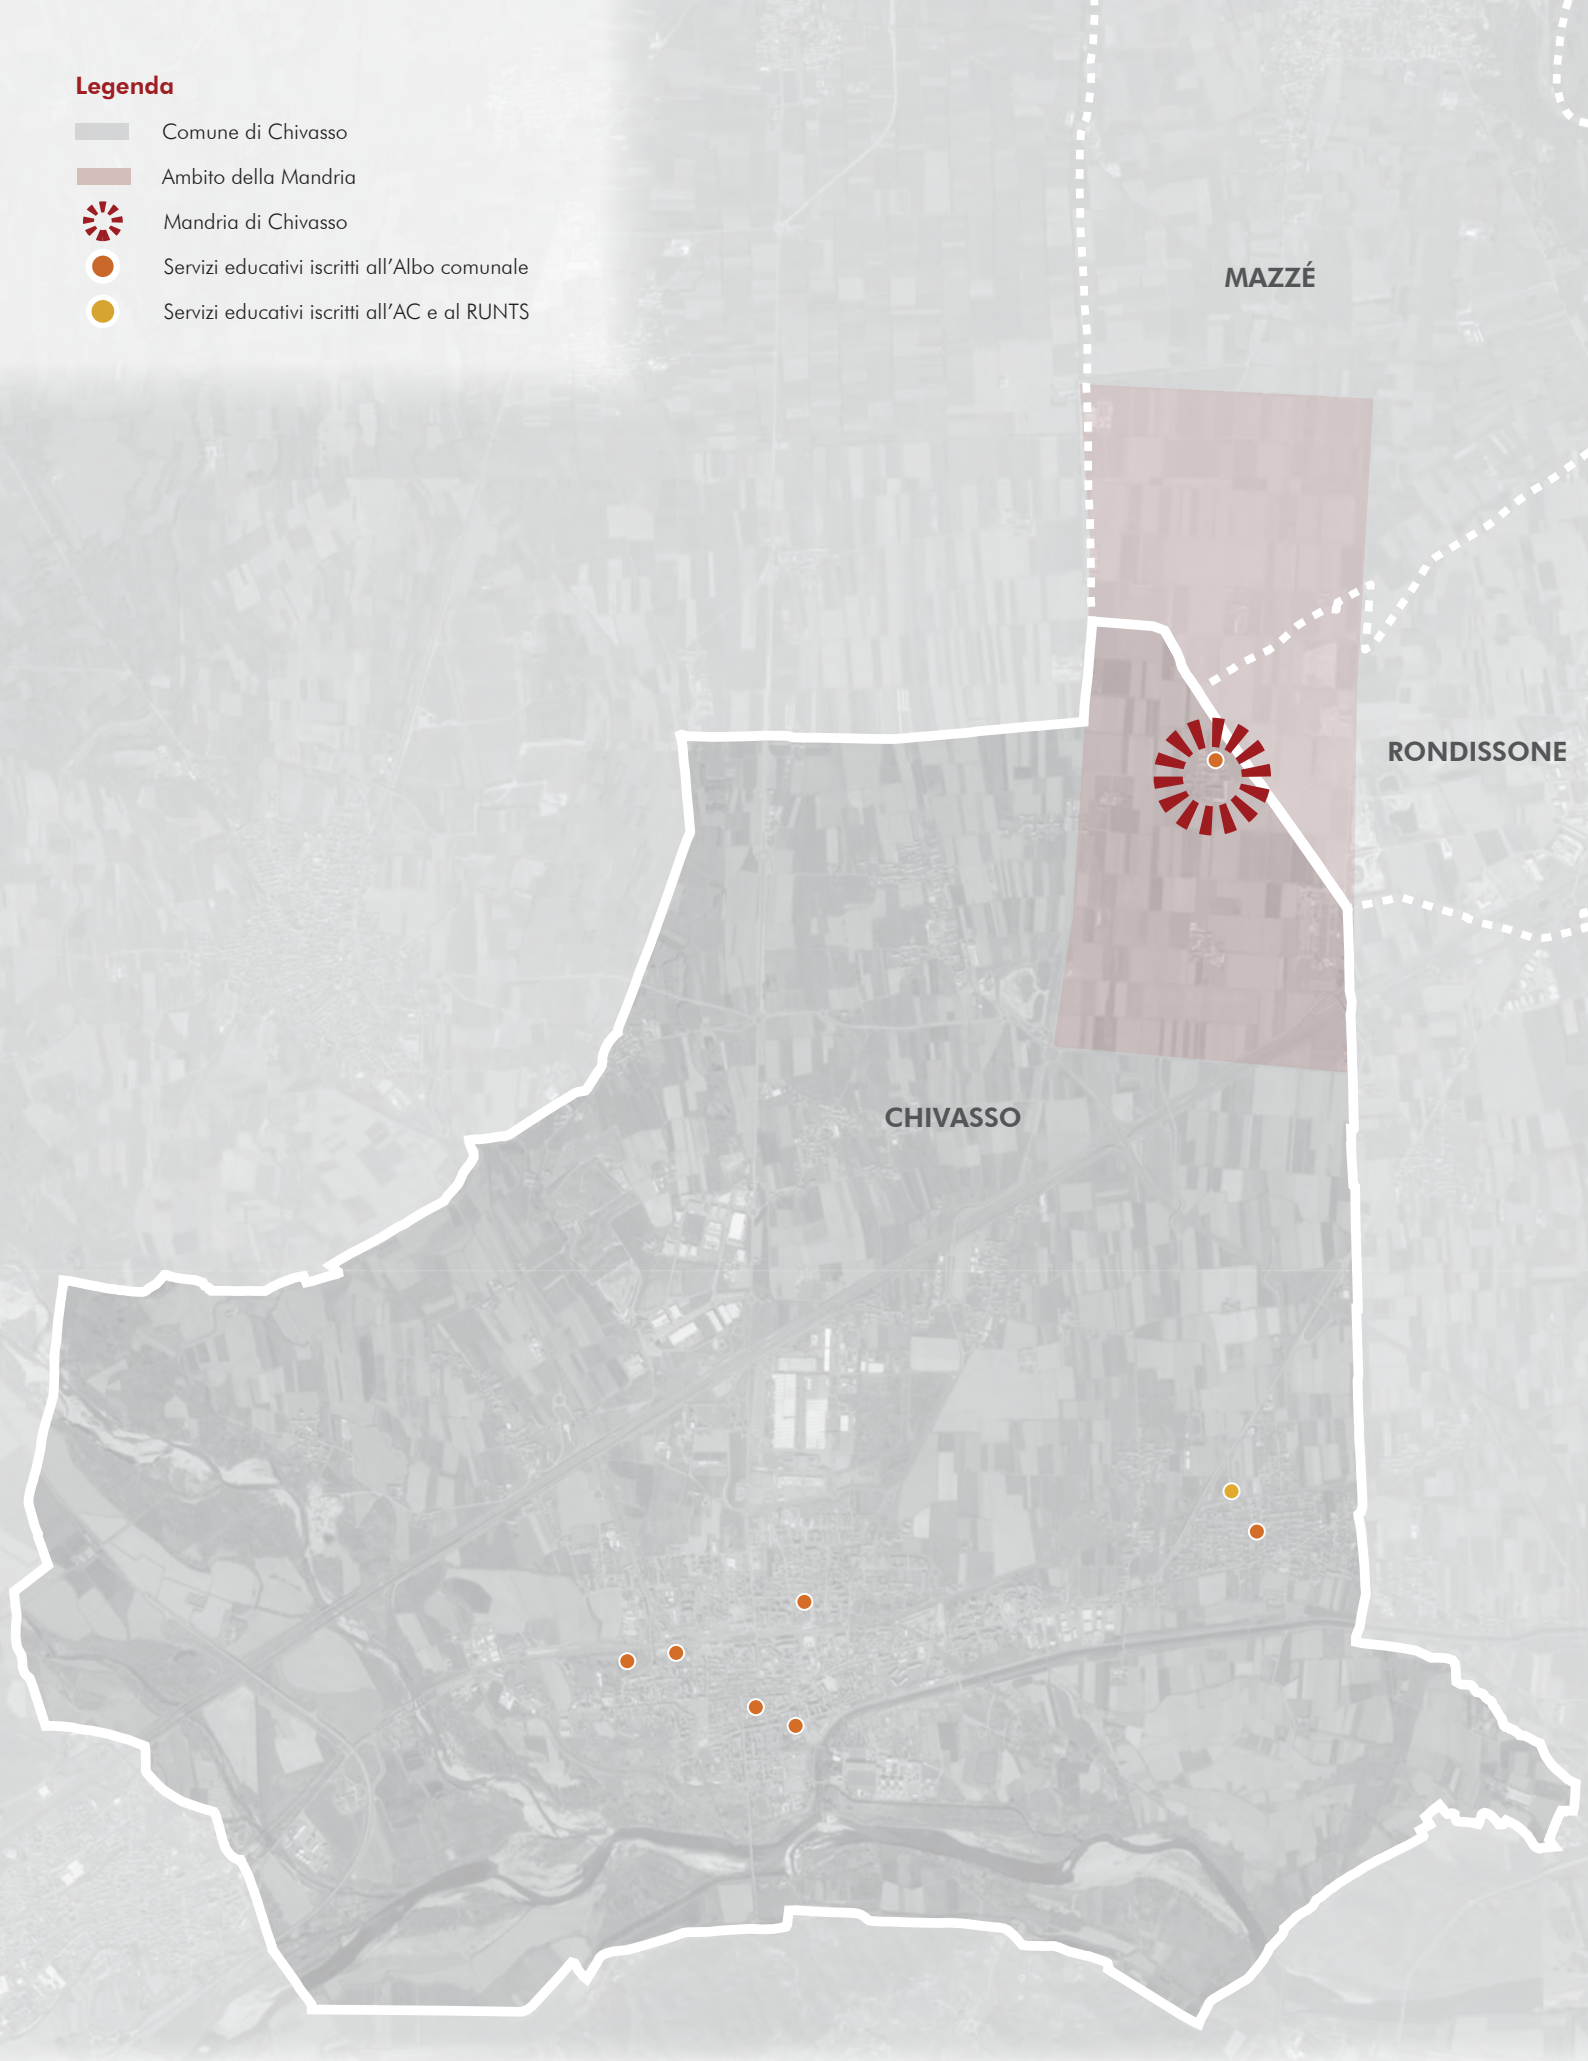 Legenda
Comune di Chivasso
Ambito della Mandria
Mandria di Chivasso
Servizi educativi iscritti all'Albo comunale
Servizi educativi iscritti all'AC e al RUNTS
MAZZÉ
RONDISSONE
CHIVASSO